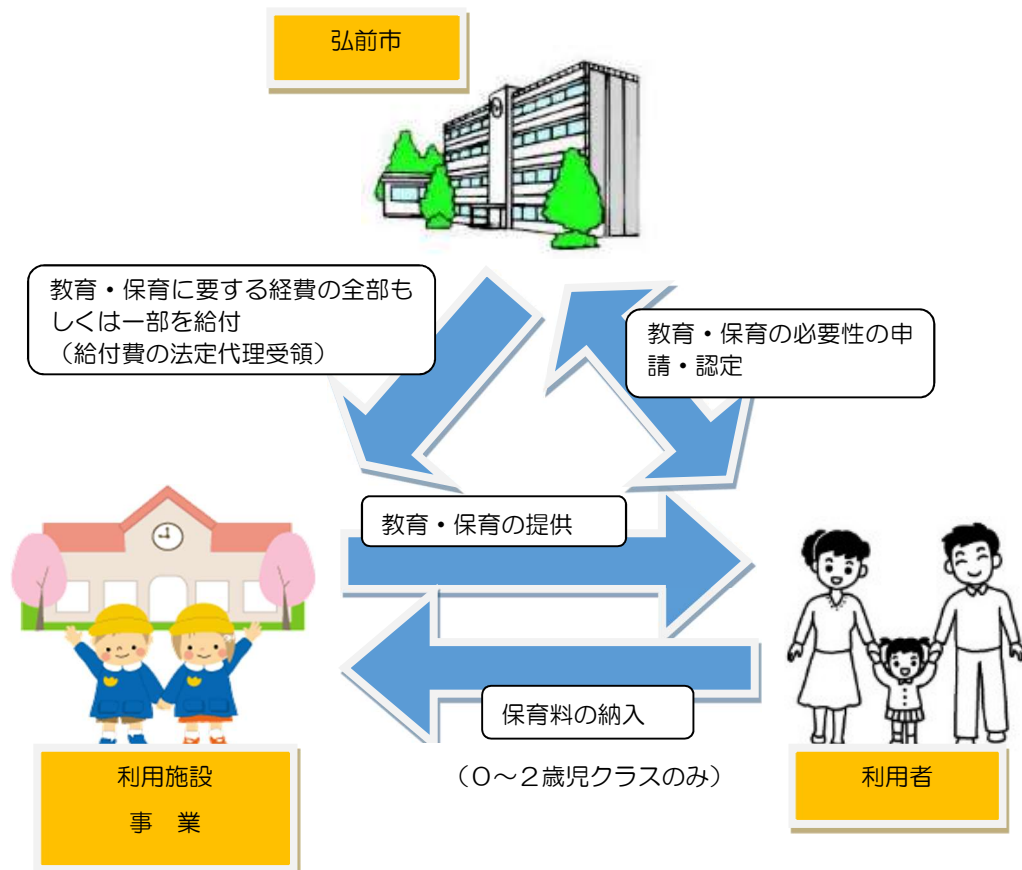 弘前市
教育・保育に要する経費の全部も
しくは一部を給付
（給付費の法定代理受領）
教育・保育の必要性の申
請・認定
教育・保育の提供
保育料の納入
（０～２歳児クラスのみ）
利用施設
事　業
利用者